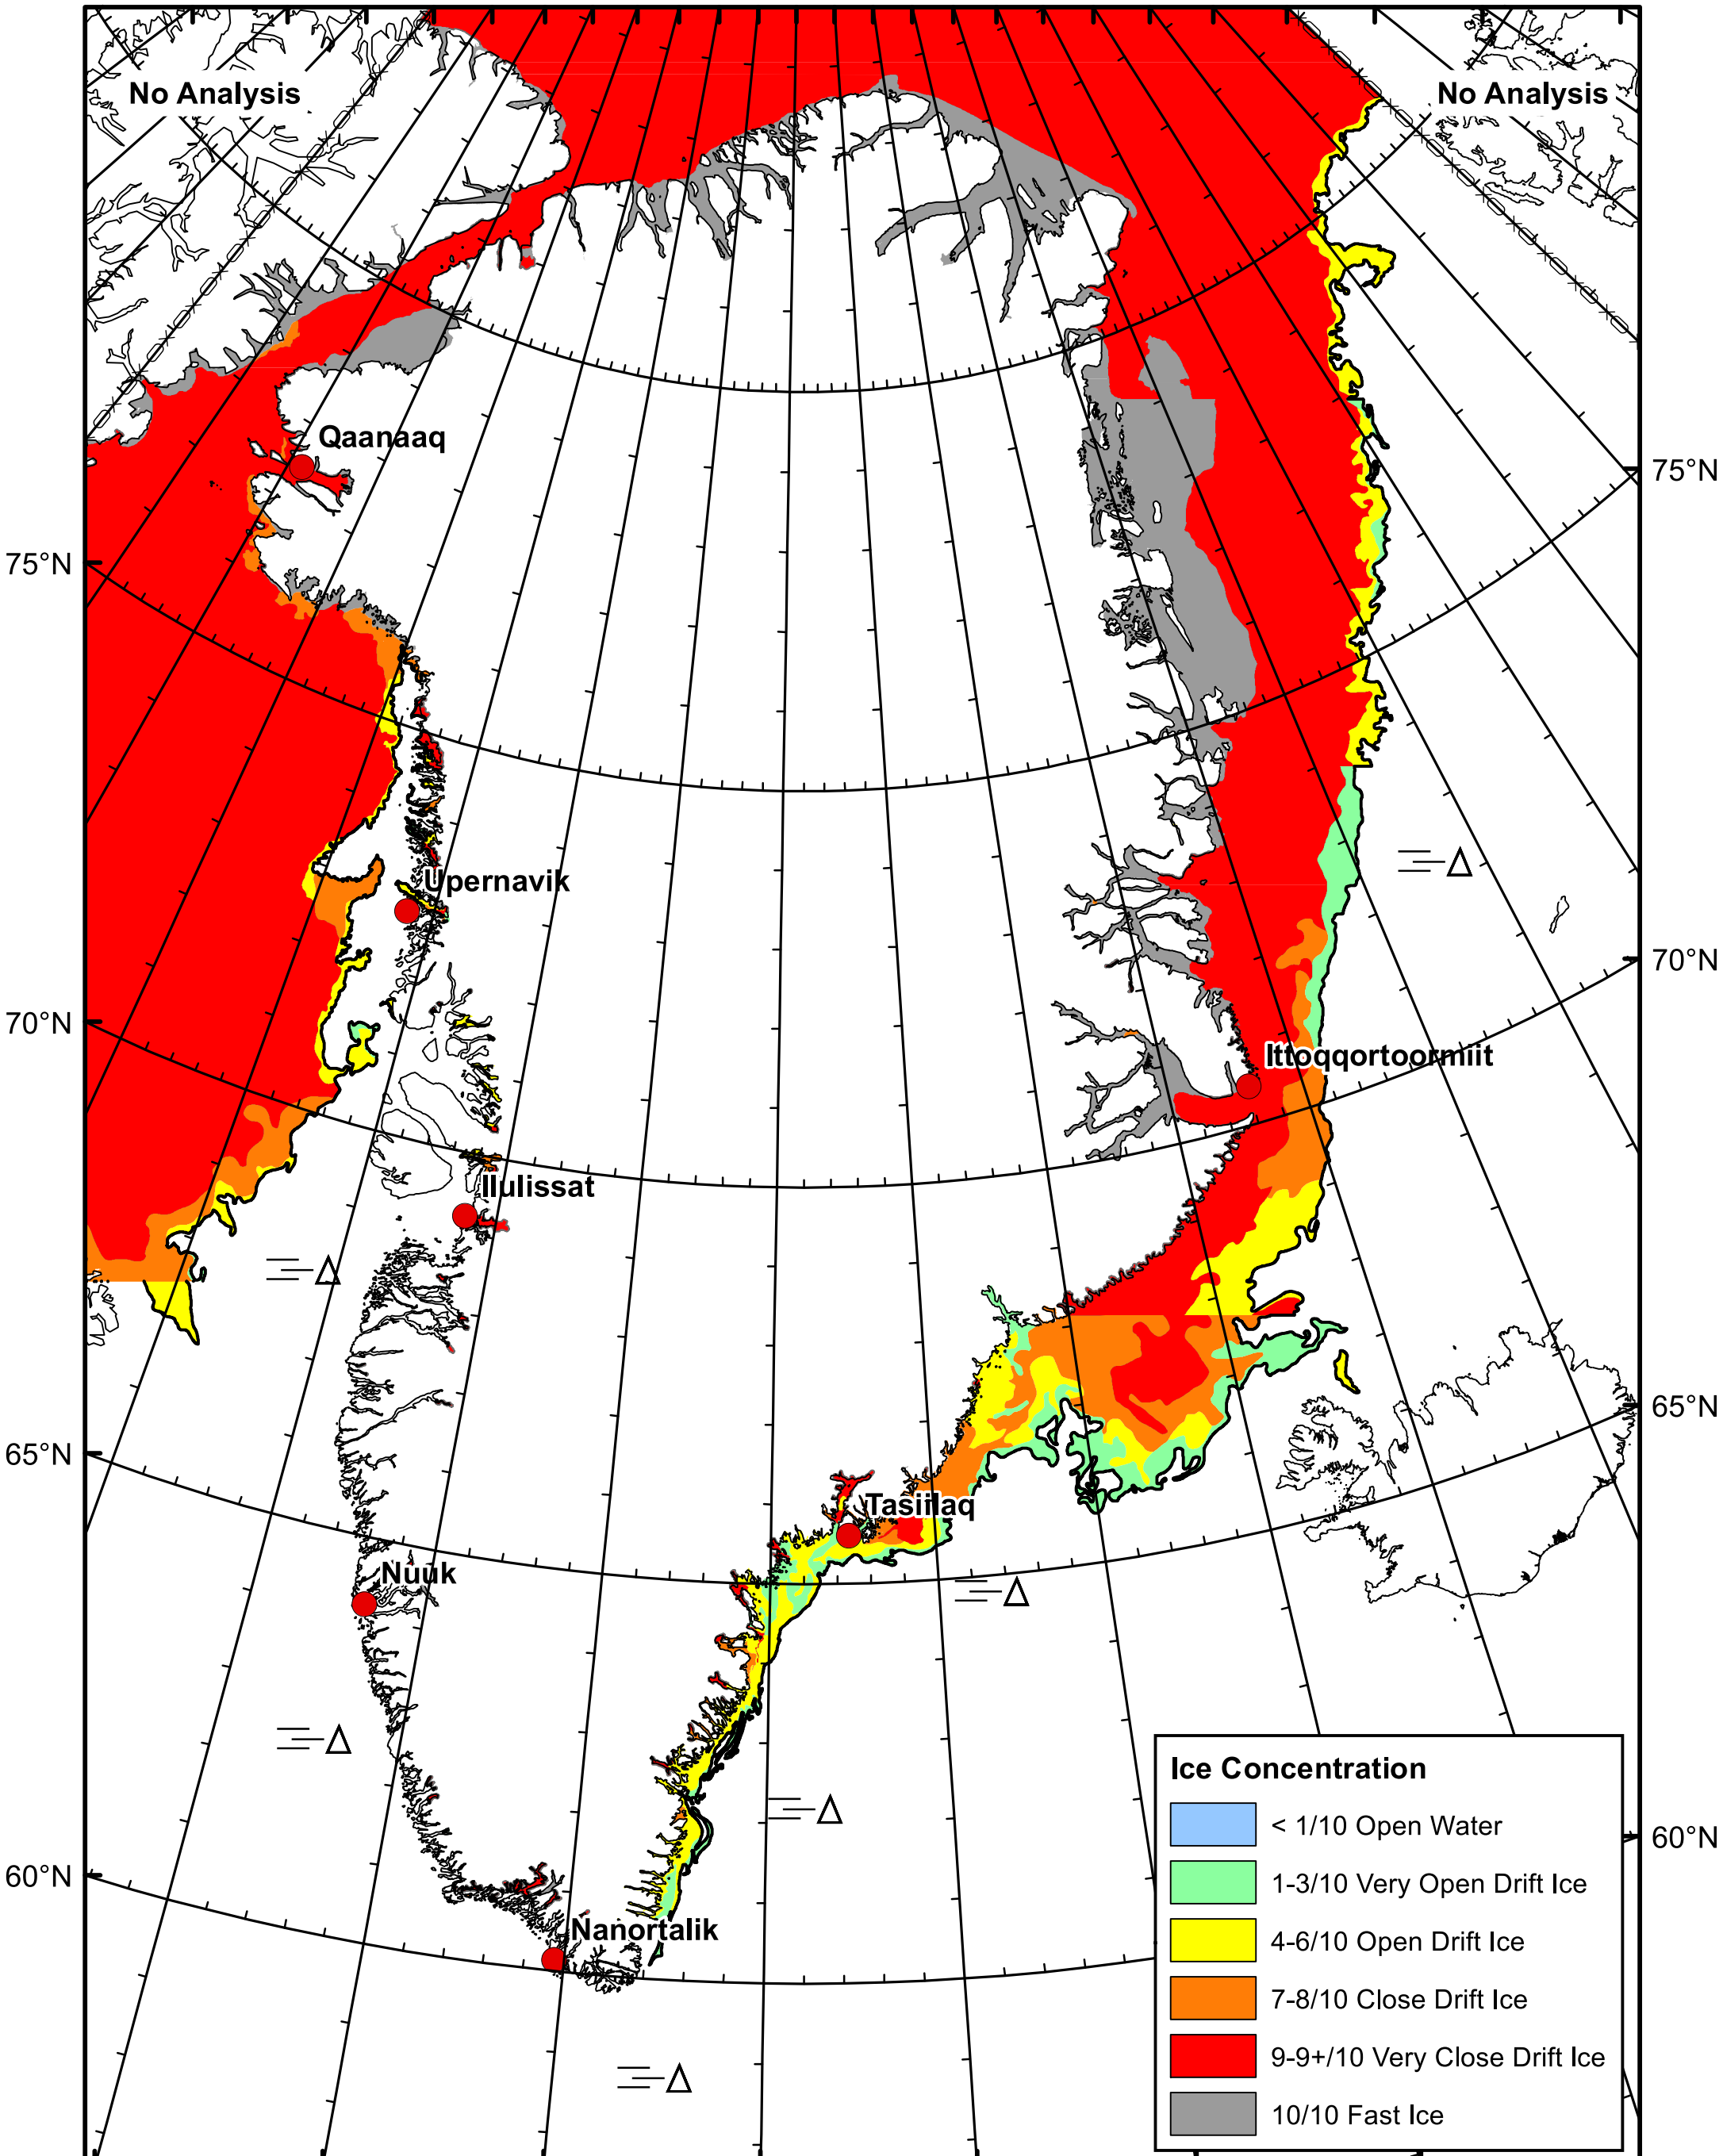 No Analysis
No Analysis
Qaanaaq
75°N
75°N
Upernavik
70°N
70°N
Ittoqqortoormiit
Ilulissat
65°N
65°N
Tasiilaq
Nuuk
60°N
60°N
Nanortalik
Ice Concentration
< 1/10 Open Water
1-3/10 Very Open Drift Ice
4-6/10 Open Drift Ice
7-8/10 Close Drift Ice
9-9+/10 Very Close Drift Ice
10/10 Fast Ice